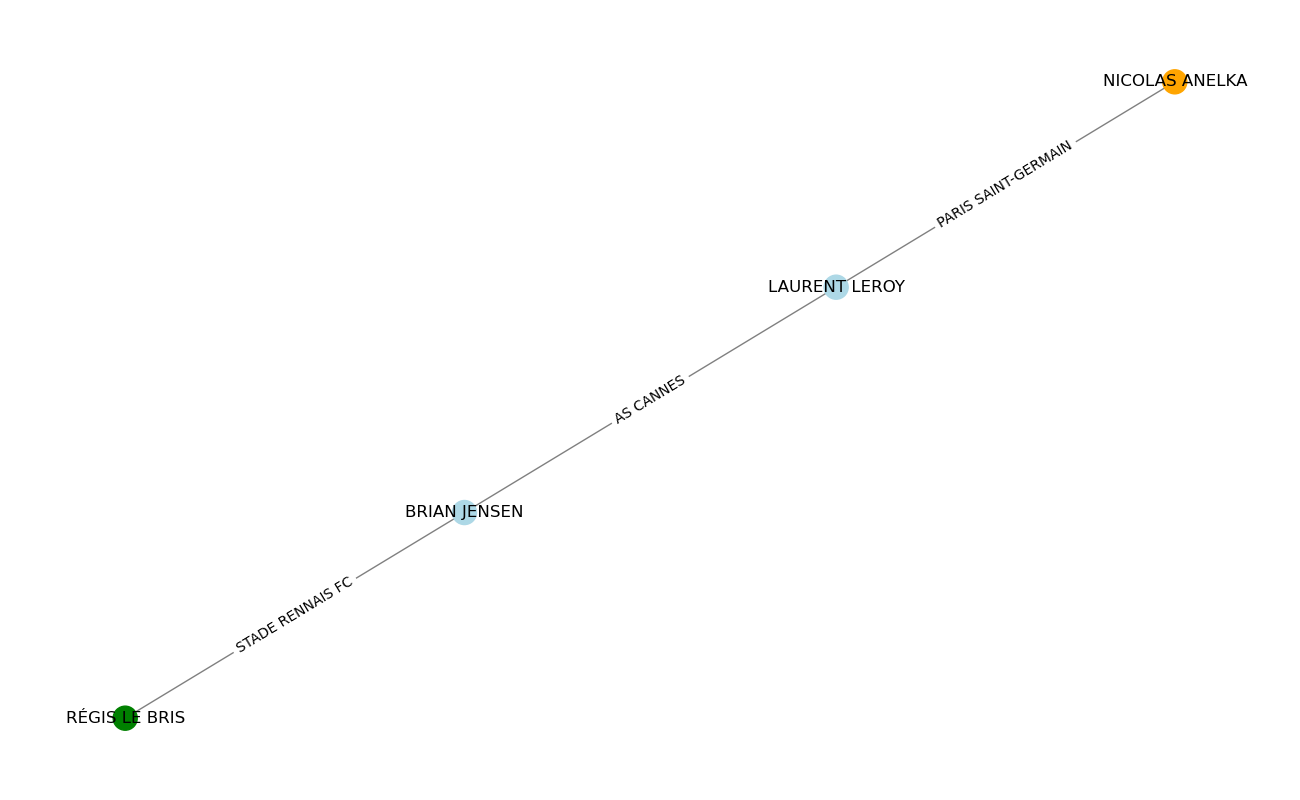 NICOLAS ANELKA
PARIS SAINT-GERMAIN
LAURENT LEROY
AS CANNES
BRIAN JENSEN
STADE RENNAIS FC
RÉGIS LE BRIS